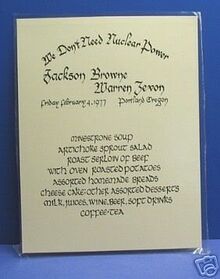 We Don't Need Nuclear Power
Jackson Browne
Warren Zevon
Friday February 4, 1977 Portland Oregon
MINESTRONE SOUP
ARTICHOKE SPROUT SALAD
ROAST SERLOIN OF BEEF
WITH OVEN ROASTED POTATOES
ASSORTED HOMEMADE BREADS
CHEESE CAKE · OTHER ASSORTED DESSERTS
MILK, JUICES, WINE, BEER, SOFT DRINKS
COFFEE · TEA